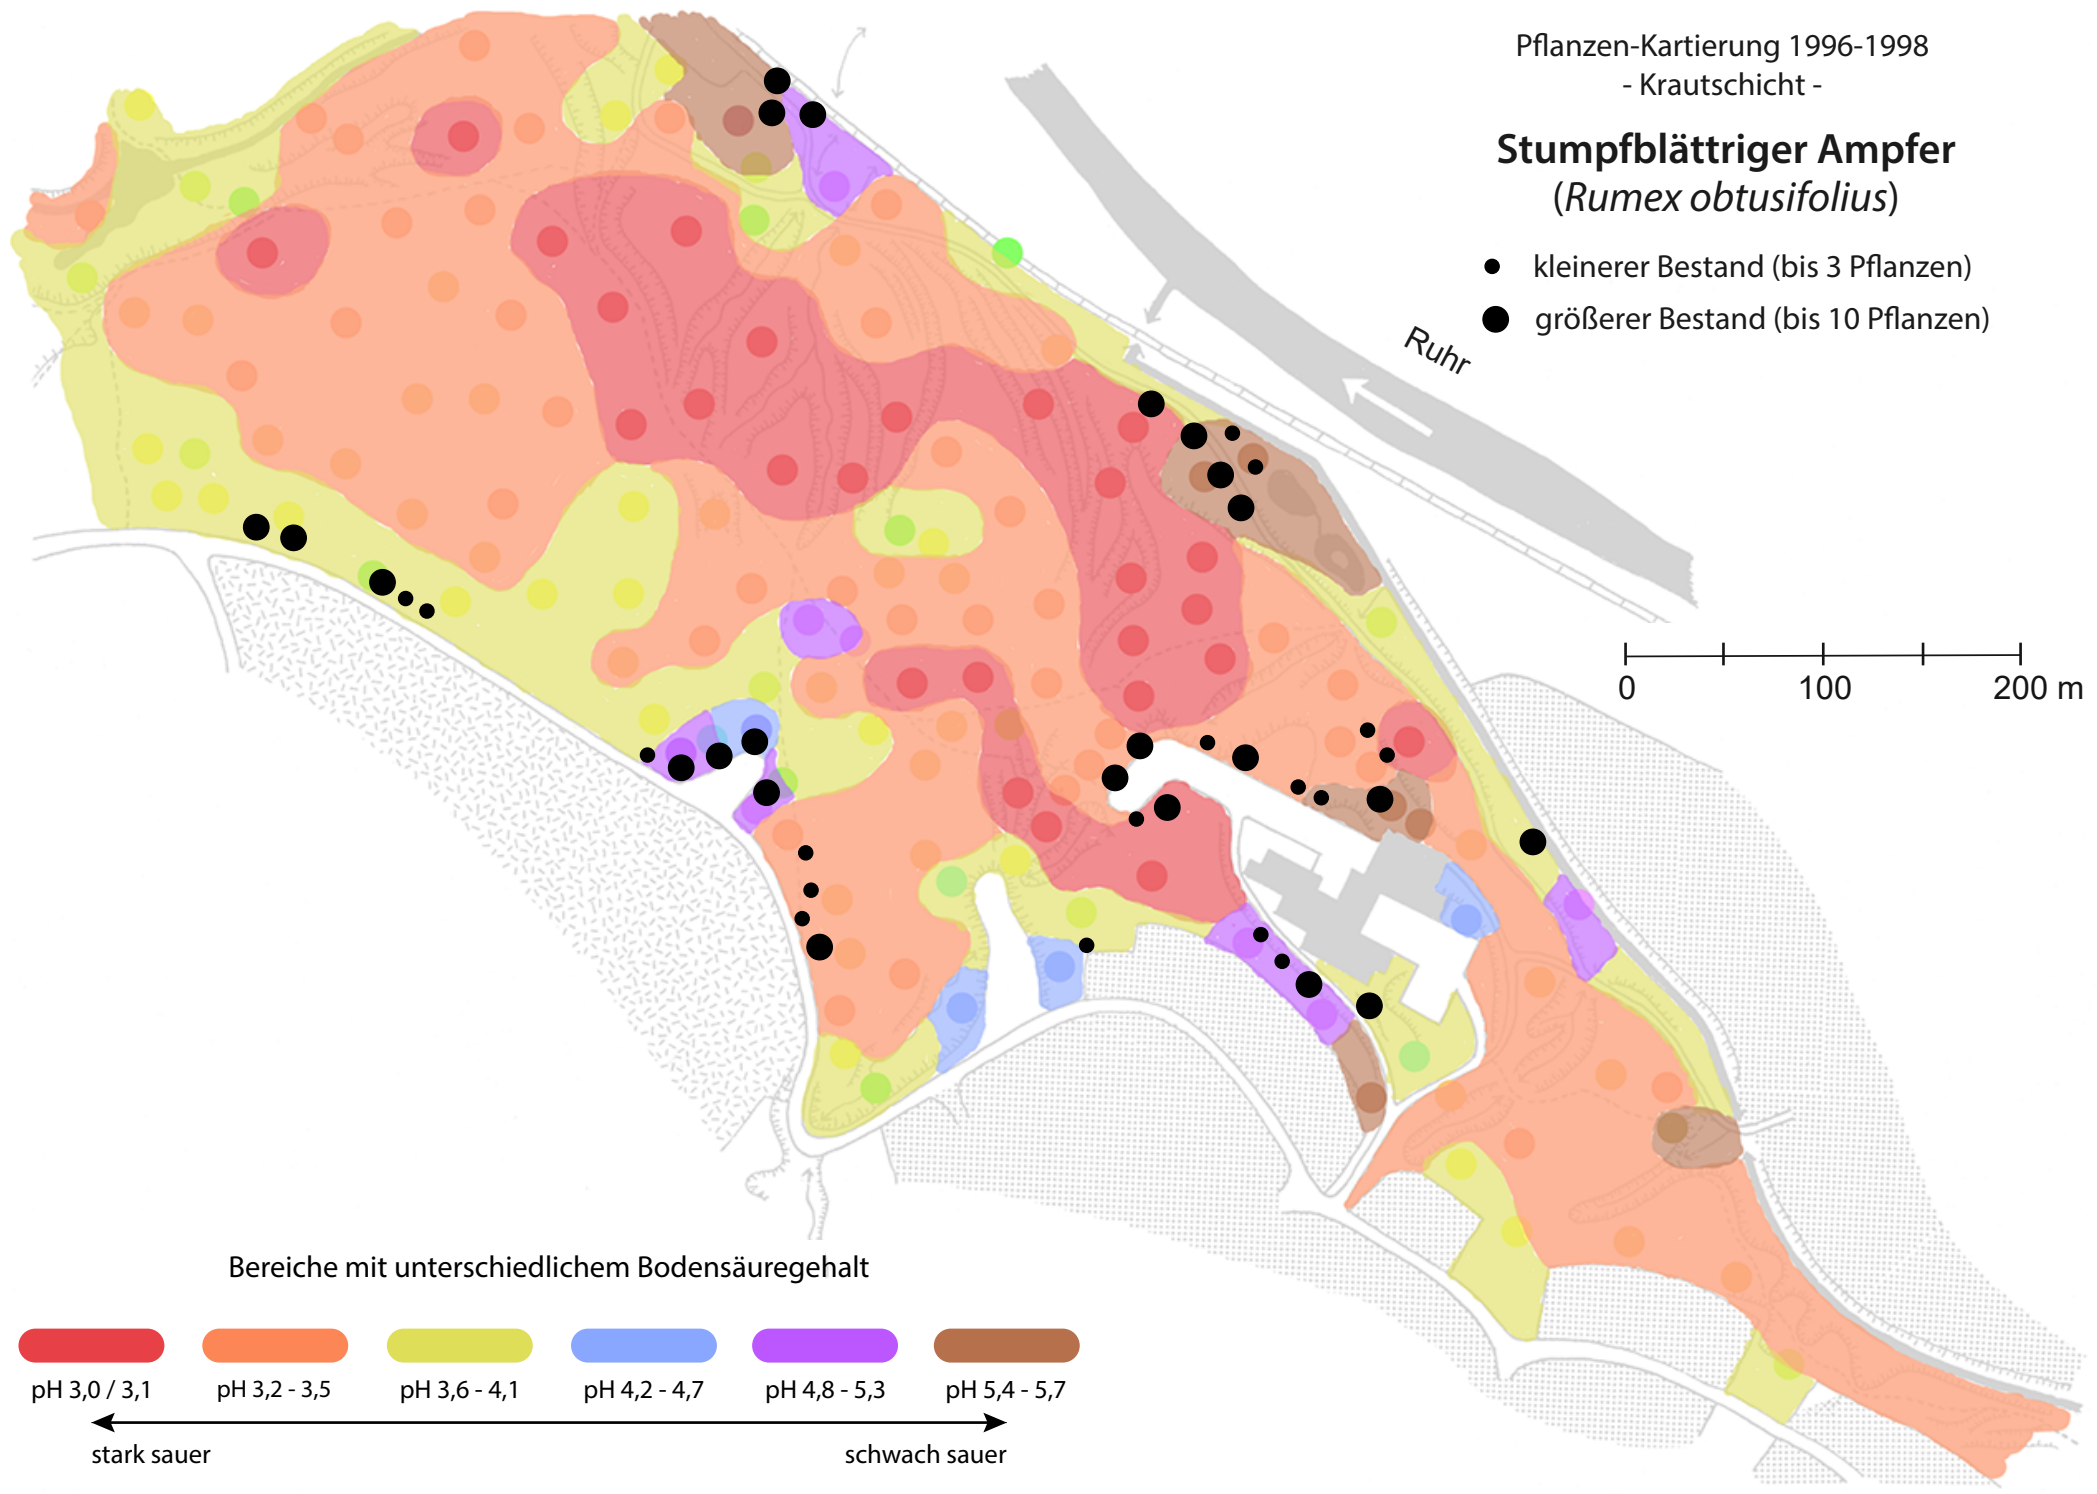 Pflanzen-Kartierung 1996-1998
- Krautschicht -
Stumpfblättriger Ampfer
(Rumex obtusifolius)
kleinerer Bestand (bis 3 Pflanzen)
größerer Bestand (bis 10 Pflanzen)
Ruhr
0 100 200 m
Bereiche mit unterschiedlichem Bodensäuregehalt
pH 3,0 / 3,1 pH 3,2 - 3,5 pH 3,6 - 4,1 pH 4,2 - 4,7 pH 4,8 - 5,3 pH 5,4 - 5,7
stark sauer schwach sauer